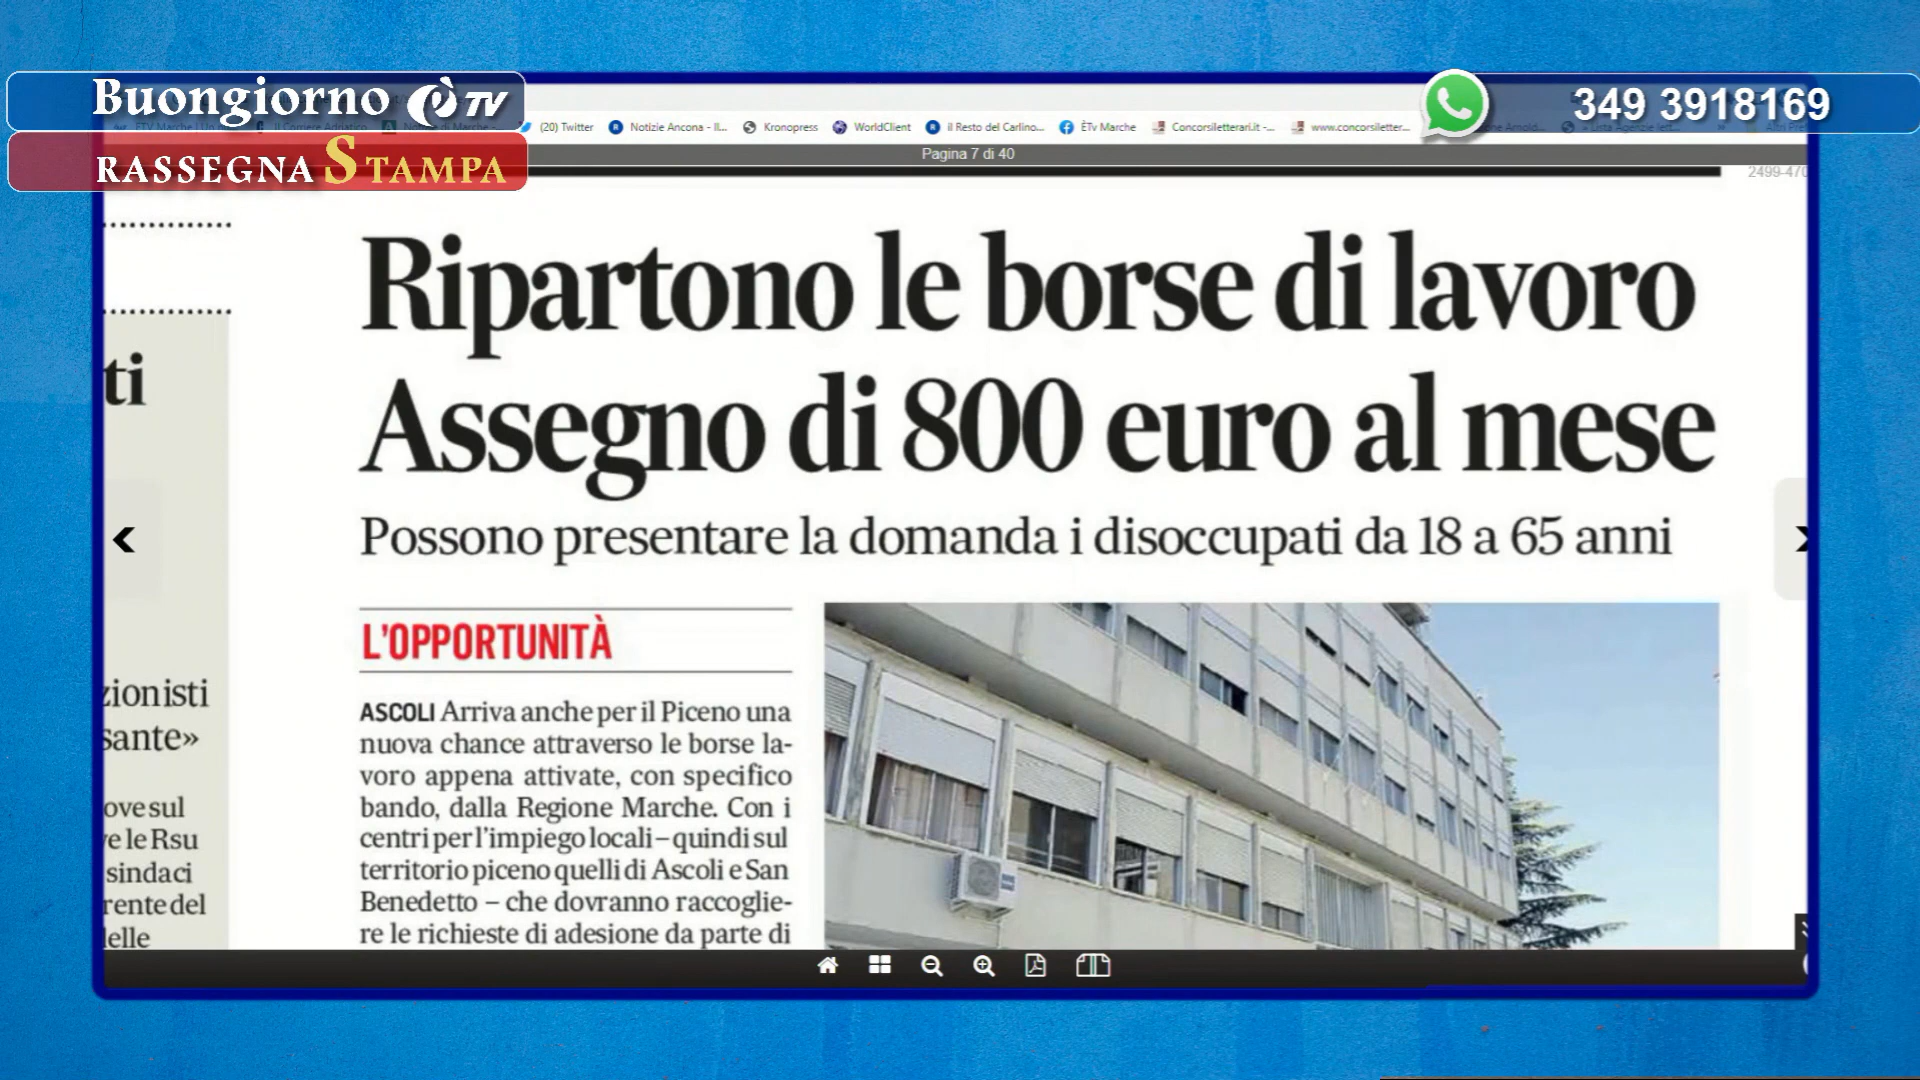 Buongiorno è TV
RASSEGNA STAMPA
349 3918169
(20) Twitter
Notizie Ancona - Il...
Kronopress
WorldClient
il Resto del Carlino...
ÈTv Marche
Concorsiletterari.it -...
www.concorsiletter...
Pagina 7 di 40
2499-470
Ripartono le borse di lavoro
Assegno di 800 euro al mese
Possono presentare la domanda i disoccupati da 18 a 65 anni
L'OPPORTUNITÀ
ASCOLI Arriva anche per il Piceno una
nuova chance attraverso le borse la-
voro appena attivate, con specifico
bando, dalla Regione Marche. Con i
centri per l'impiego locali – quindi sul
territorio piceno quelli di Ascoli e San
Benedetto – che dovranno raccoglie-
re le richieste di adesione da parte di
ti
zionisti
sante»
ove sul
e le Rsu
sindaci
rente del
elle